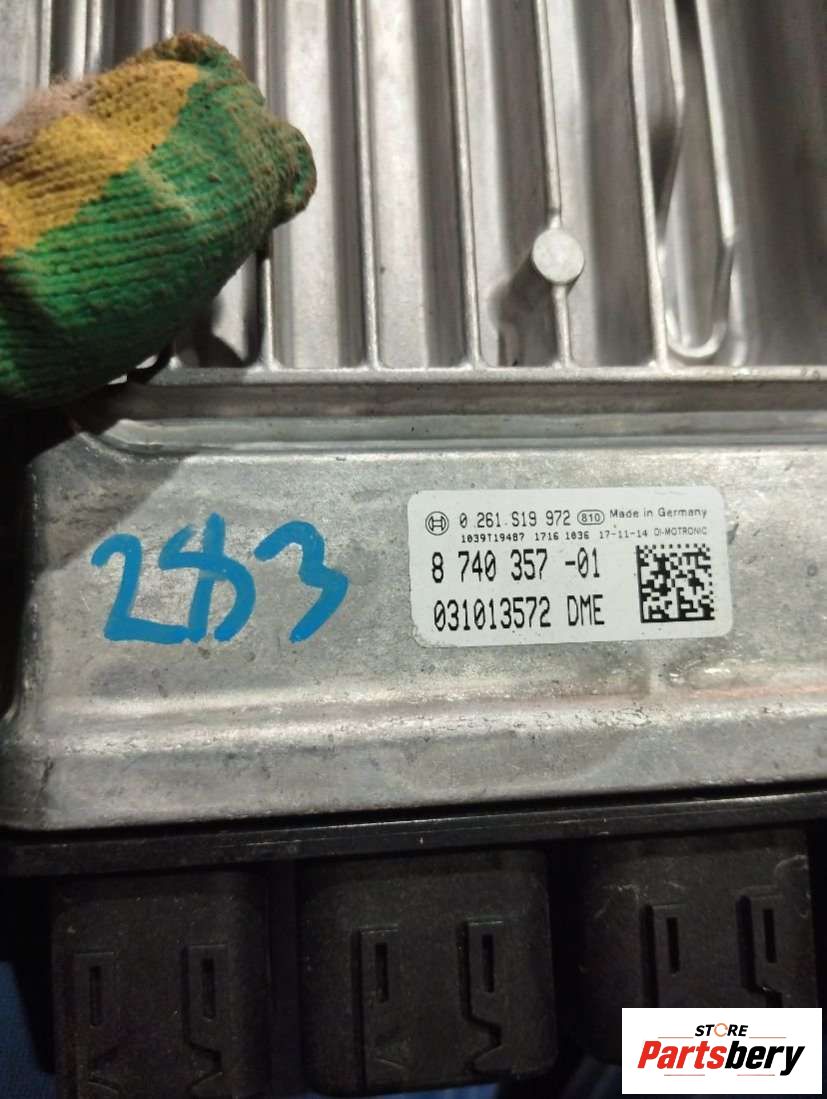 283
0 261 S19 972 810 Made in Germany
1039T19487 1716 1036 17-11-14 DI-MOTRONIC
8 740 357 -01
031013572 DME
STORE
Partsbery